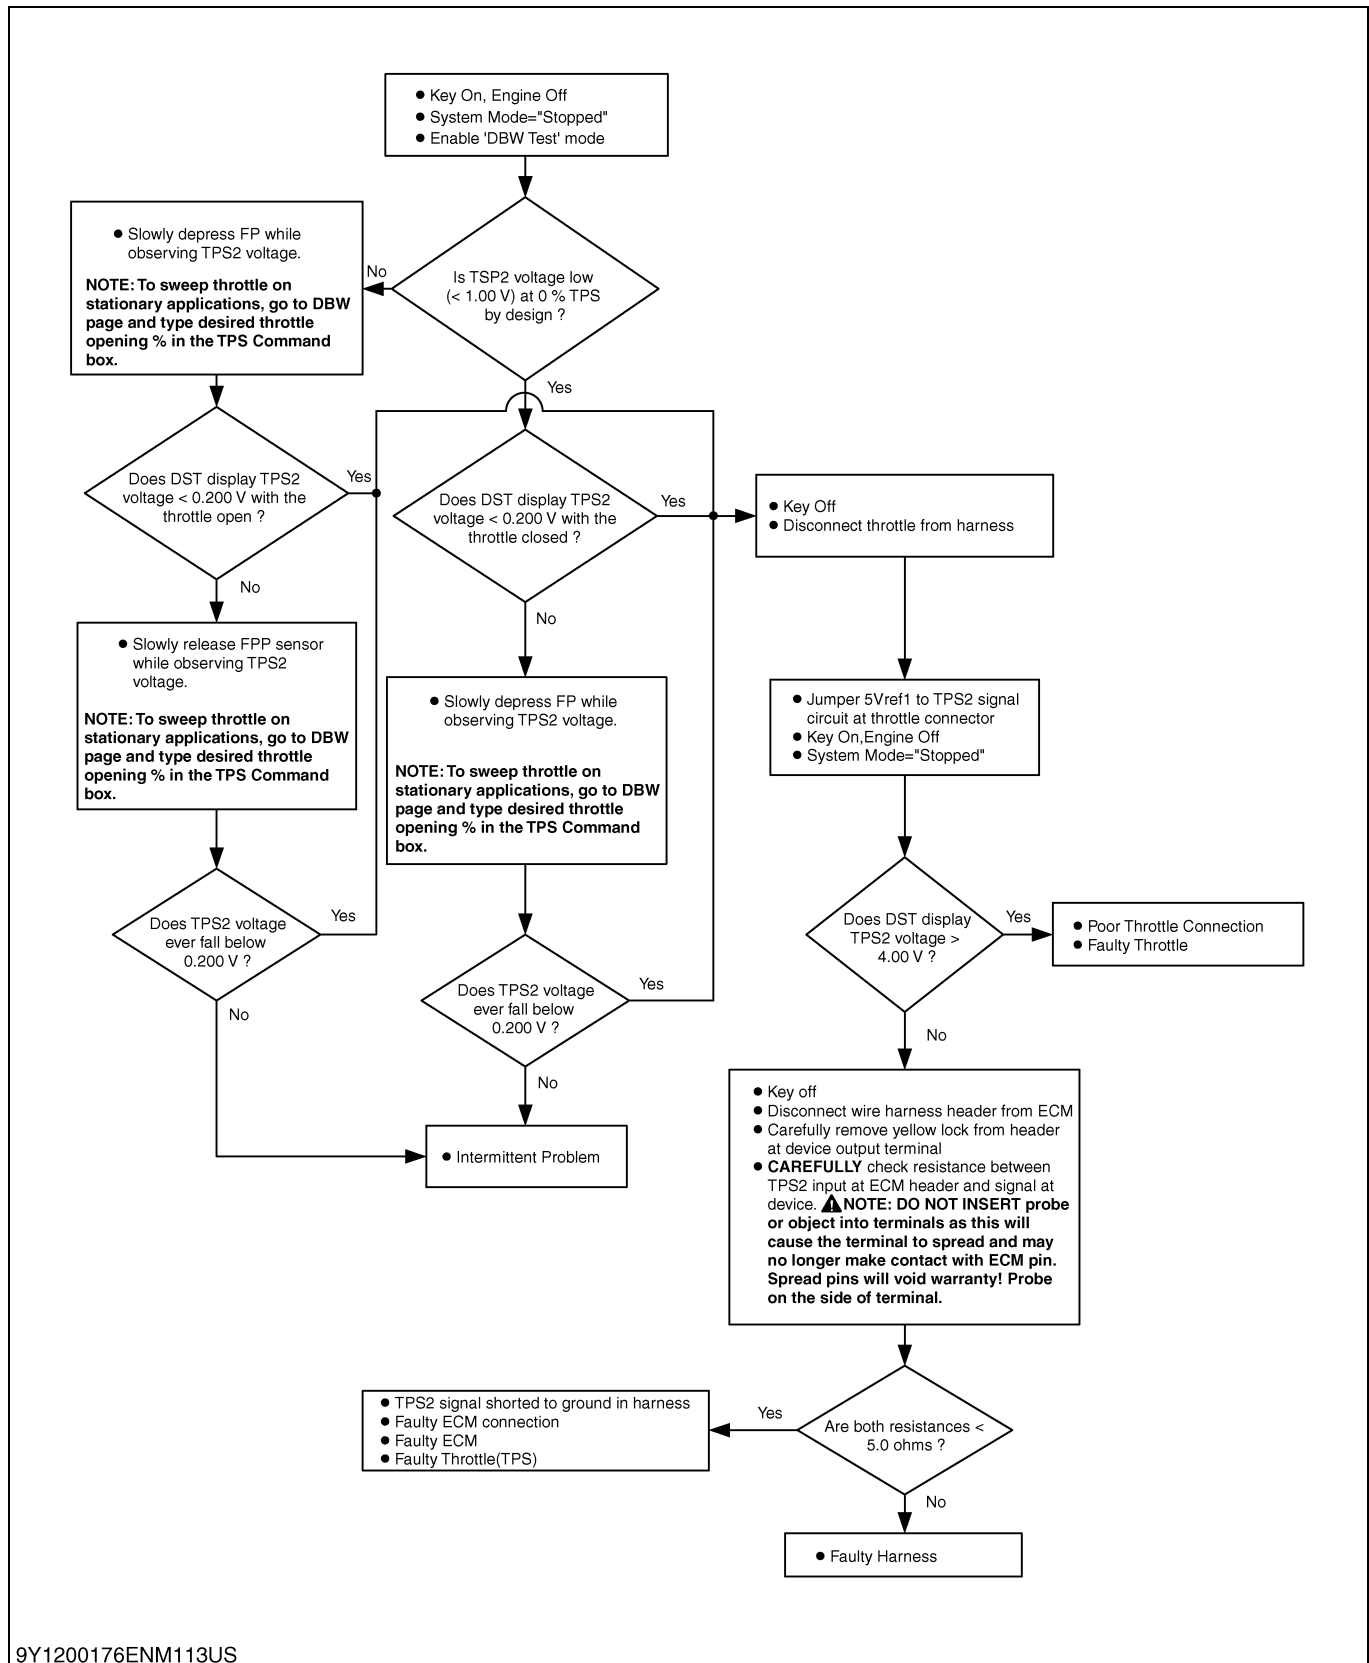 ● Key On, Engine Off
● System Mode="Stopped"
● Enable 'DBW Test' mode
Is TSP2 voltage low
(< 1.00 V) at 0 % TPS
by design ?
No
Yes
● Slowly depress FP while
observing TPS2 voltage.
NOTE: To sweep throttle on
stationary applications, go to DBW
page and type desired throttle
opening % in the TPS Command
box.
Does DST display TPS2
voltage < 0.200 V with the
throttle open ?
Yes
No
● Slowly release FPP sensor
while observing TPS2
voltage.
NOTE: To sweep throttle on
stationary applications, go to DBW
page and type desired throttle
opening % in the TPS Command
box.
Does TPS2 voltage
ever fall below
0.200 V ?
Yes
No
Does DST display TPS2
voltage < 0.200 V with the
throttle closed ?
Yes
No
● Slowly depress FP while
observing TPS2 voltage.
NOTE: To sweep throttle on
stationary applications, go to DBW
page and type desired throttle
opening % in the TPS Command
box.
Does TPS2 voltage
ever fall below
0.200 V ?
Yes
No
● Intermittent Problem
● Key Off
● Disconnect throttle from harness
● Jumper 5Vref1 to TPS2 signal
circuit at throttle connector
● Key On,Engine Off
● System Mode="Stopped"
Does DST display
TPS2 voltage >
4.00 V ?
Yes
● Poor Throttle Connection
● Faulty Throttle
No
● Key off
● Disconnect wire harness header from ECM
● Carefully remove yellow lock from header
at device output terminal
● CAREFULLY check resistance between
TPS2 input at ECM header and signal at
device. NOTE: DO NOT INSERT probe
or object into terminals as this will
cause the terminal to spread and may
no longer make contact with ECM pin.
Spread pins will void warranty! Probe
on the side of terminal.
Are both resistances <
5.0 ohms ?
Yes
● TPS2 signal shorted to ground in harness
● Faulty ECM connection
● Faulty ECM
● Faulty Throttle(TPS)
No
● Faulty Harness
9Y1200176ENM113US